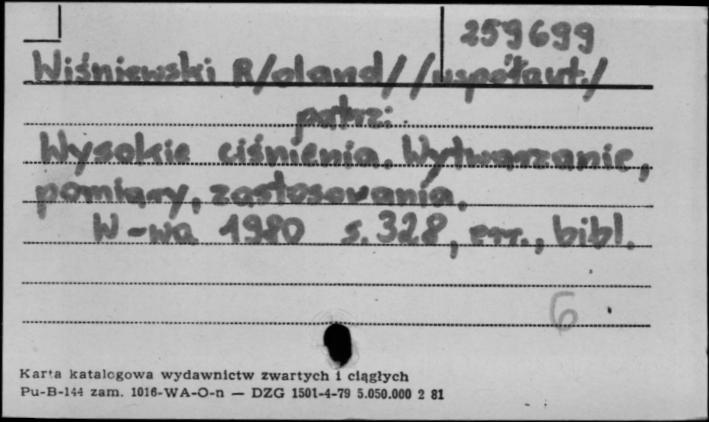 259699
Wiśniewski R/oland/ /współaut./
patrz:
Wysokie ciśnienia. Wytwarzanie,
pomiary, zastosowania.
W-wa 1980 s. 328, err., bibl.
6
Karta katalogowa wydawnictw zwartych i ciągłych
Pu-B-144 zam. 1016-WA-O-n — DZG 1501-4-79 5.050.000 2 81